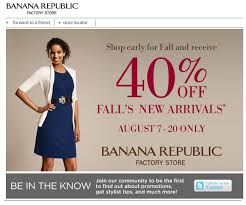 BANANA REPUBLIC
FACTORY STORE
forward to a friend
store locator
Shop early for Fall and receive
40% OFF
FALL'S NEW ARRIVALS*
AUGUST 7 - 20 ONLY
BANANA REPUBLIC
FACTORY STORE
BE IN THE KNOW
Join our community to be the first
to find out about promotions,
get stylist tips, and much more!